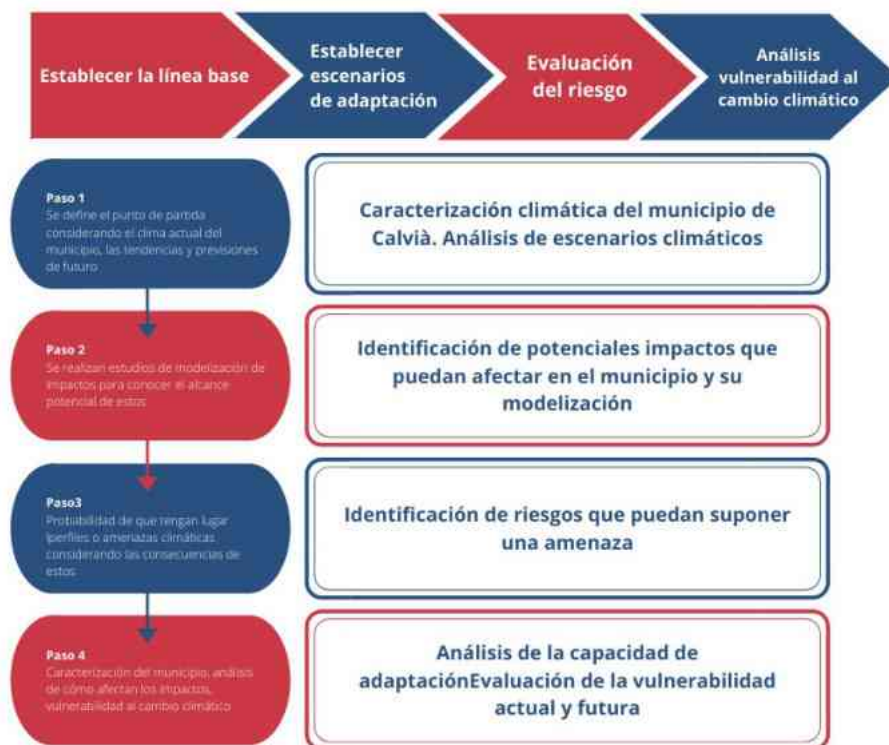 Establecer la línea base
Establecer
escenarios
de adaptación
Evaluación
del riesgo
Análisis
vulnerabilidad al
cambio climático
Paso 1
Se define el punto de partida
considerando el clima actual del
municipio, las tendencias y previsiones
de futuro
Caracterización climática del municipio de
Calvià. Análisis de escenarios climáticos
Paso 2
Se realizan estudios de modelización de
impactos para conocer el alcance
potencial de estos
Identificación de potenciales impactos que
puedan afectar en el municipio y su
modelización
Paso3
Probabilidad de que tengan lugar
lperfiles o amenazas climáticas
considerando las consecuencias de
estos
Identificación de riesgos que puedan suponer
una amenaza
Paso 4
Caracterización del municipio, análisis
de cómo afectan los impactos,
vulnerabilidad al cambio climático
Análisis de la capacidad de
adaptaciónEvaluación de la vulnerabilidad
actual y futura